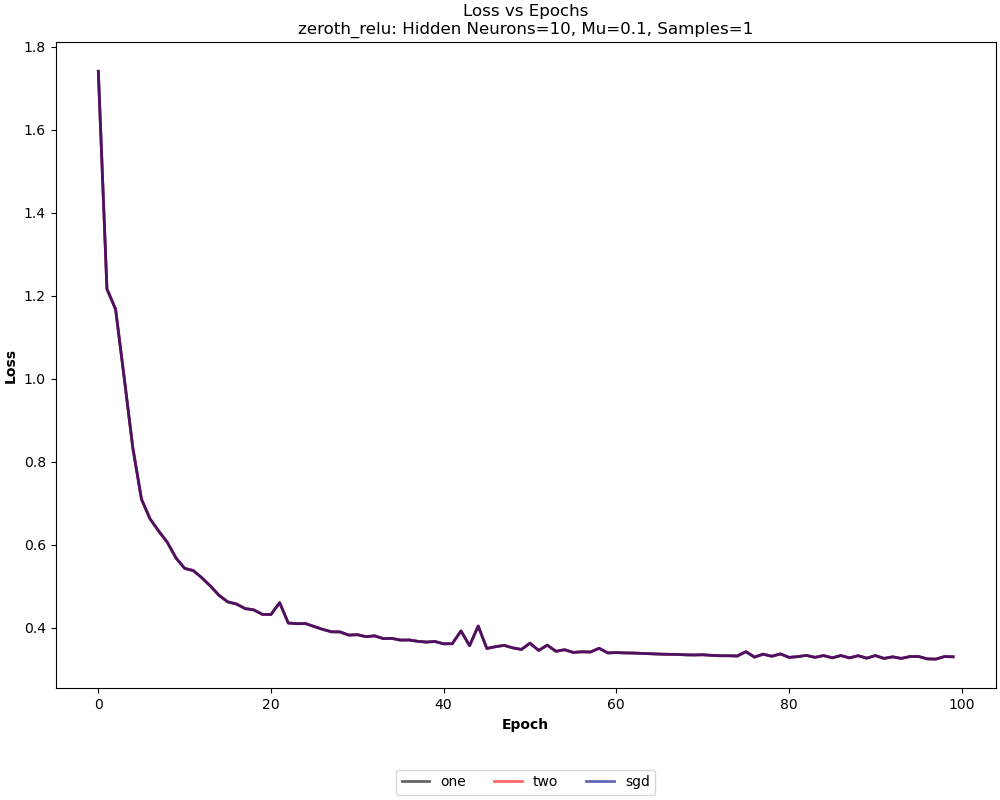 Loss vs Epochs
zeroth_relu: Hidden Neurons=10, Mu=0.1, Samples=1
1.8
1.6
1.4
1.2
1.0
0.8
0.6
0.4
Loss
0 20 40 60 80 100
Epoch
one two sgd